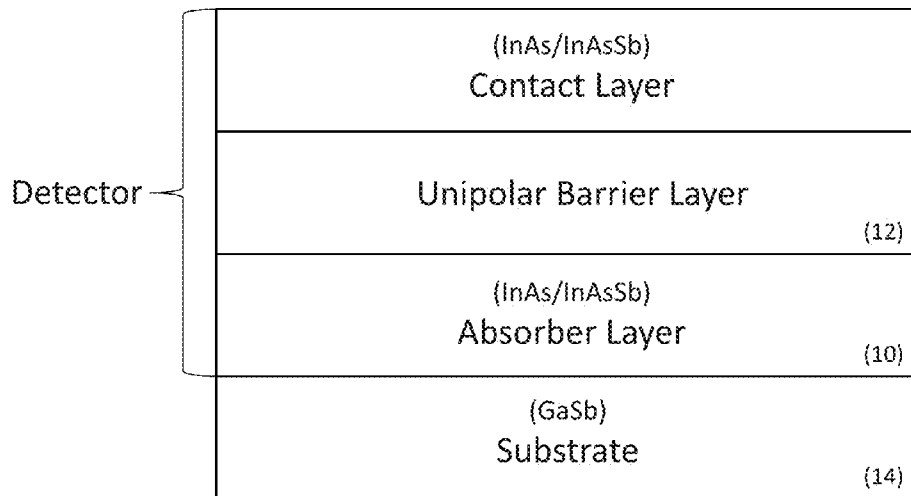 (InAs/InAsSb)
Contact Layer
Detector
Unipolar Barrier Layer
(12)
(InAs/InAsSb)
Absorber Layer
(10)
(GaSb)
Substrate
(14)